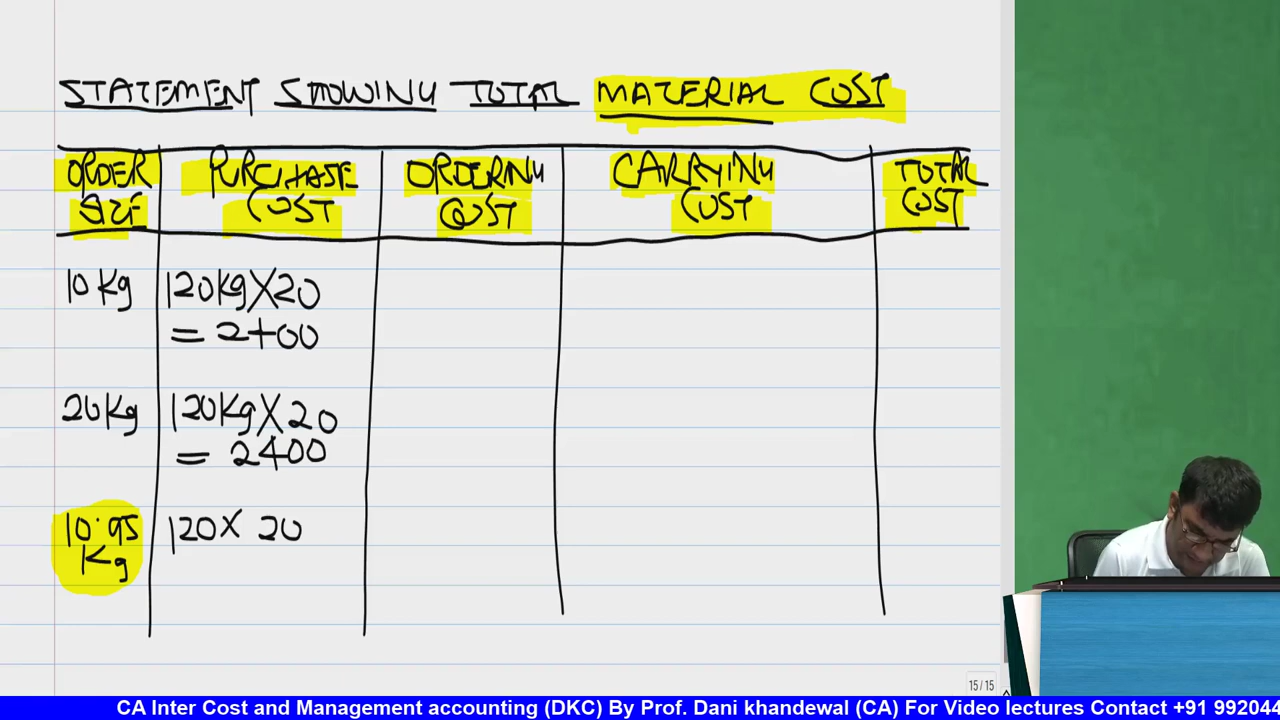 STATEMENT SHOWING TOTAL MATERIAL COST
ORDER SIZE
PURCHASE COST
ORDERING COST
CARRYING COST
TOTAL COST
10 Kg
120Kg X 20
= 2400
20 Kg
120Kg X 20
= 2400
10.95 Kg
120 X 20
15/15
CA Inter Cost and Management accounting (DKC) By Prof. Dani khandewal (CA) For Video lectures Contact +91 99204